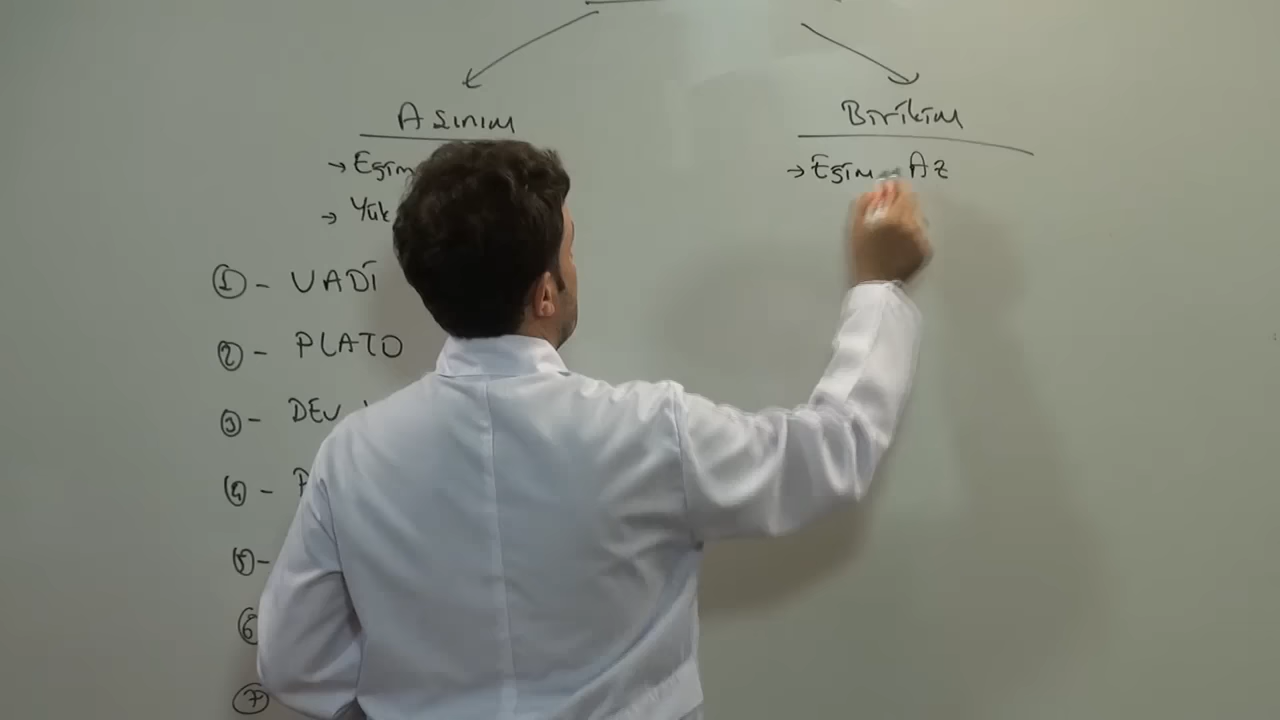 Aşınım
→ Eğim
→ Yük
① - VADİ
② - PLATO
③ - DEV
④ -
⑤ -
⑥
⑦
Birikim
→ Eğim Az